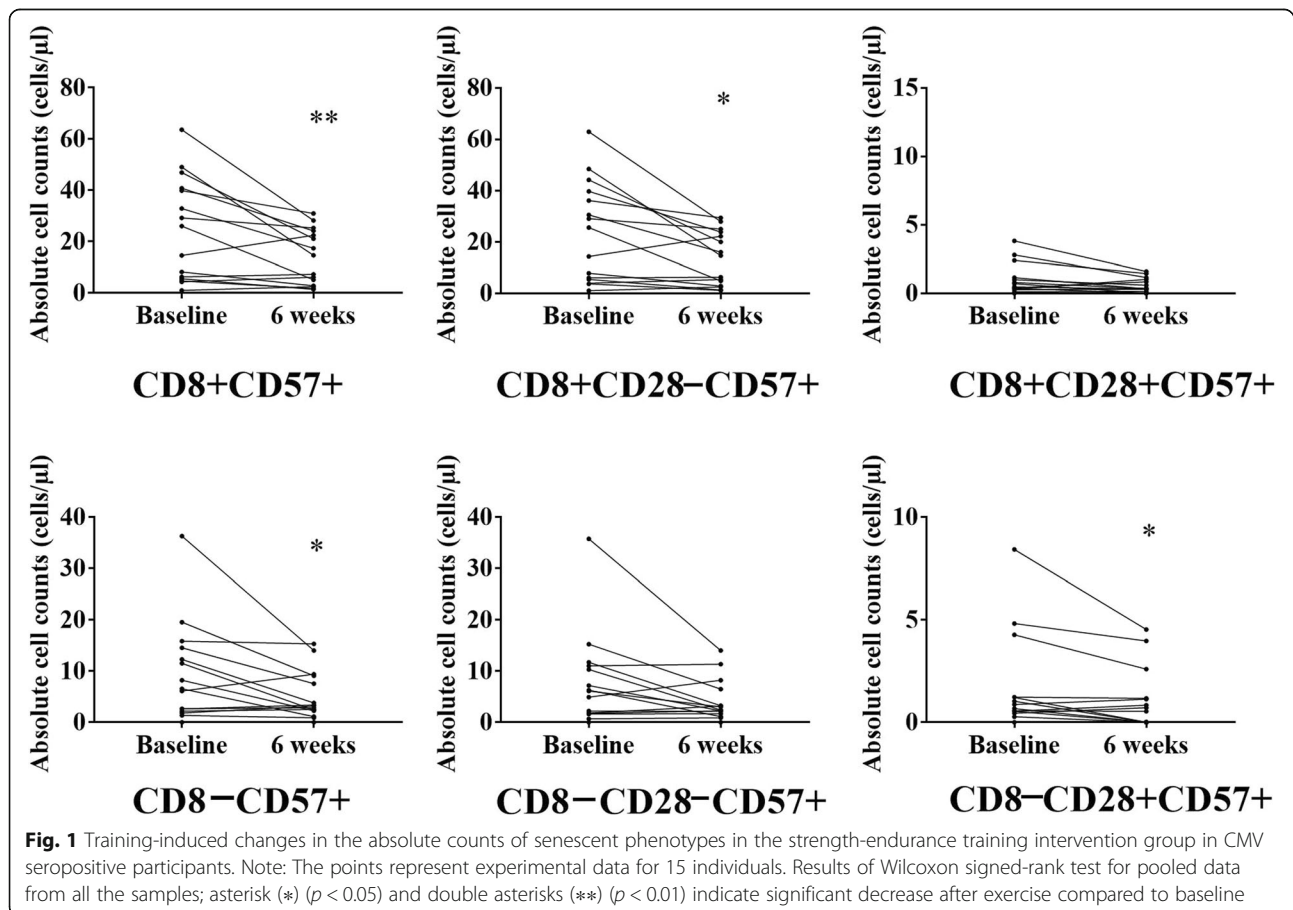 Absolute cell counts (cells/μl)
80
60
40
20
0
**
Baseline
6 weeks
CD8+CD57+
Absolute cell counts (cells/μl)
80
60
40
20
0
*
Baseline
6 weeks
CD8+CD28−CD57+
Absolute cell counts (cells/μl)
15
10
5
0
Baseline
6 weeks
CD8+CD28+CD57+
Absolute cell counts (cells/μl)
40
30
20
10
0
*
Baseline
6 weeks
CD8−CD57+
Absolute cell counts (cells/μl)
40
30
20
10
0
Baseline
6 weeks
CD8−CD28−CD57+
Absolute cell counts (cells/μl)
10
5
0
*
Baseline
6 weeks
CD8−CD28+CD57+
Fig. 1 Training-induced changes in the absolute counts of senescent phenotypes in the strength-endurance training intervention group in CMV
seropositive participants. Note: The points represent experimental data for 15 individuals. Results of Wilcoxon signed-rank test for pooled data
from all the samples; asterisk (*) (p < 0.05) and double asterisks (**) (p < 0.01) indicate significant decrease after exercise compared to baseline